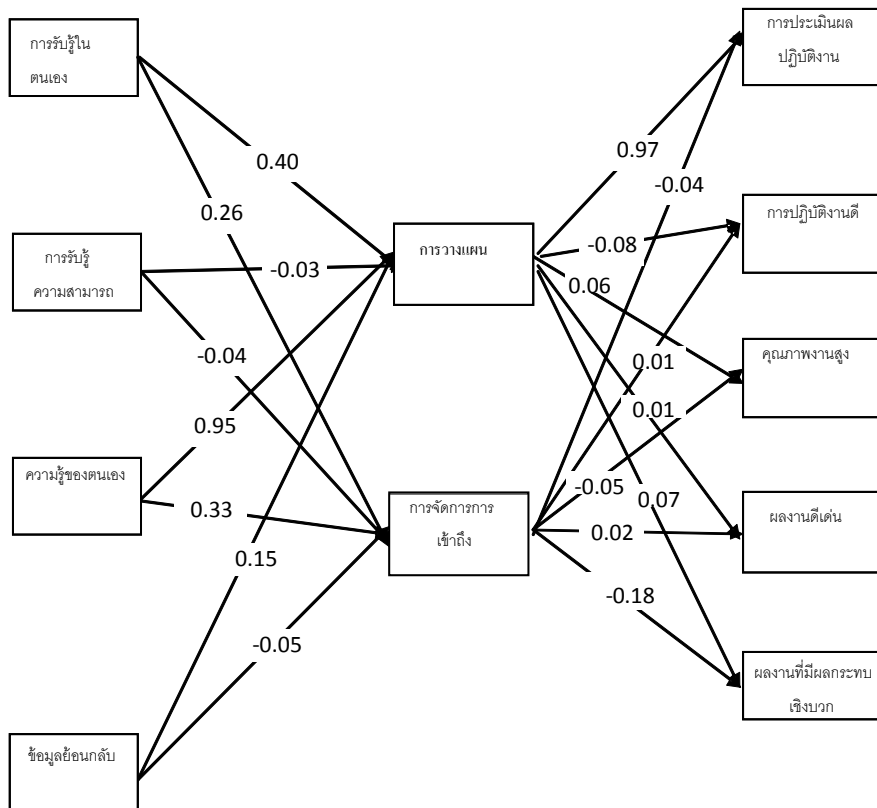 การรับรู้ใน
ตนเอง
การรับรู้
ความสามารถ
ความรู้ของตนเอง
ข้อมูลย้อนกลับ
0.40
0.26
-0.03
-0.04
0.95
0.33
0.15
-0.05
การวางแผน
การจัดการการ
เข้าถึง
0.97
-0.04
-0.08
0.06
0.01
0.01
-0.05
0.07
0.02
-0.18
การประเมินผล
ปฏิบัติงาน
การปฏิบัติงานดี
คุณภาพงานสูง
ผลงานดีเด่น
ผลงานที่มีผลกระทบ
เชิงบวก